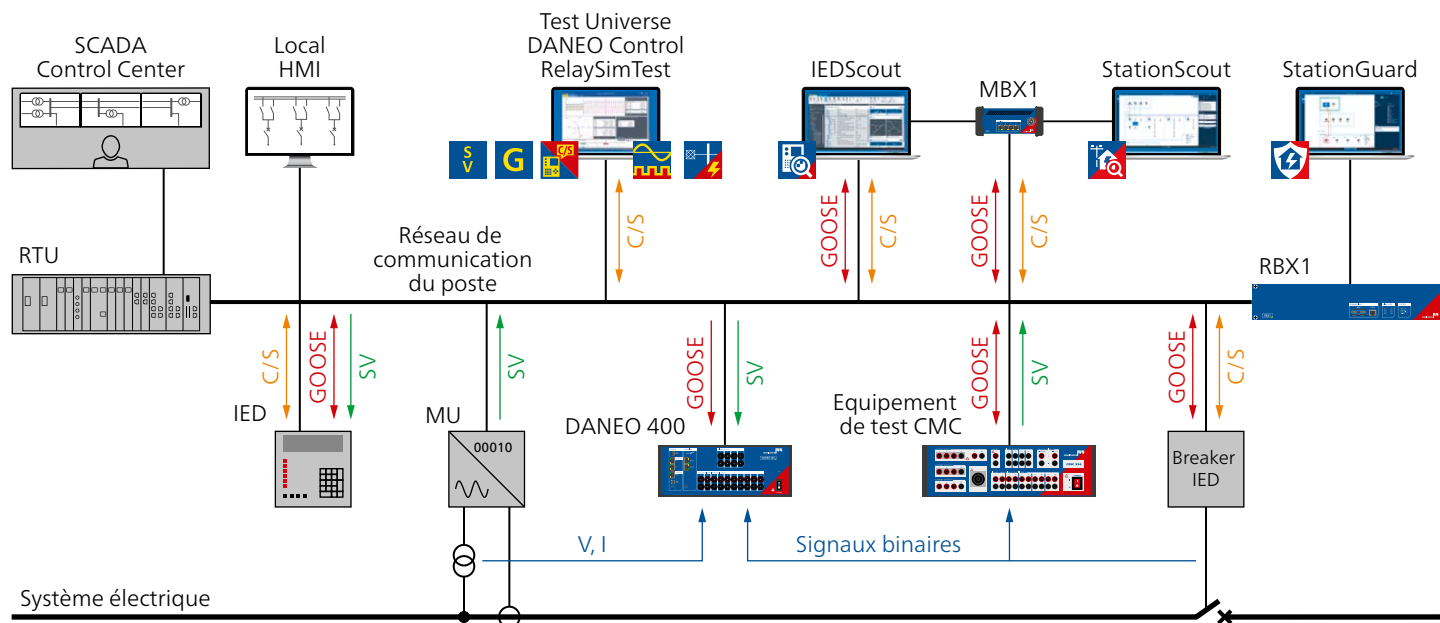 SCADA
Control Center
Local
HMI
Test Universe
DANEO Control
RelaySimTest
IEDScout
MBX1
StationScout
StationGuard
S
V
G
C/S
C/S
GOOSE
C/S
GOOSE
C/S
RTU
Réseau de
communication
du poste
RBX1
C/S
GOOSE
SV
SV
GOOSE
SV
GOOSE
SV
GOOSE
C/S
IED
MU
00010
DANEO 400
Equipement
de test CMC
Breaker
IED
V, I
Signaux binaires
Système électrique